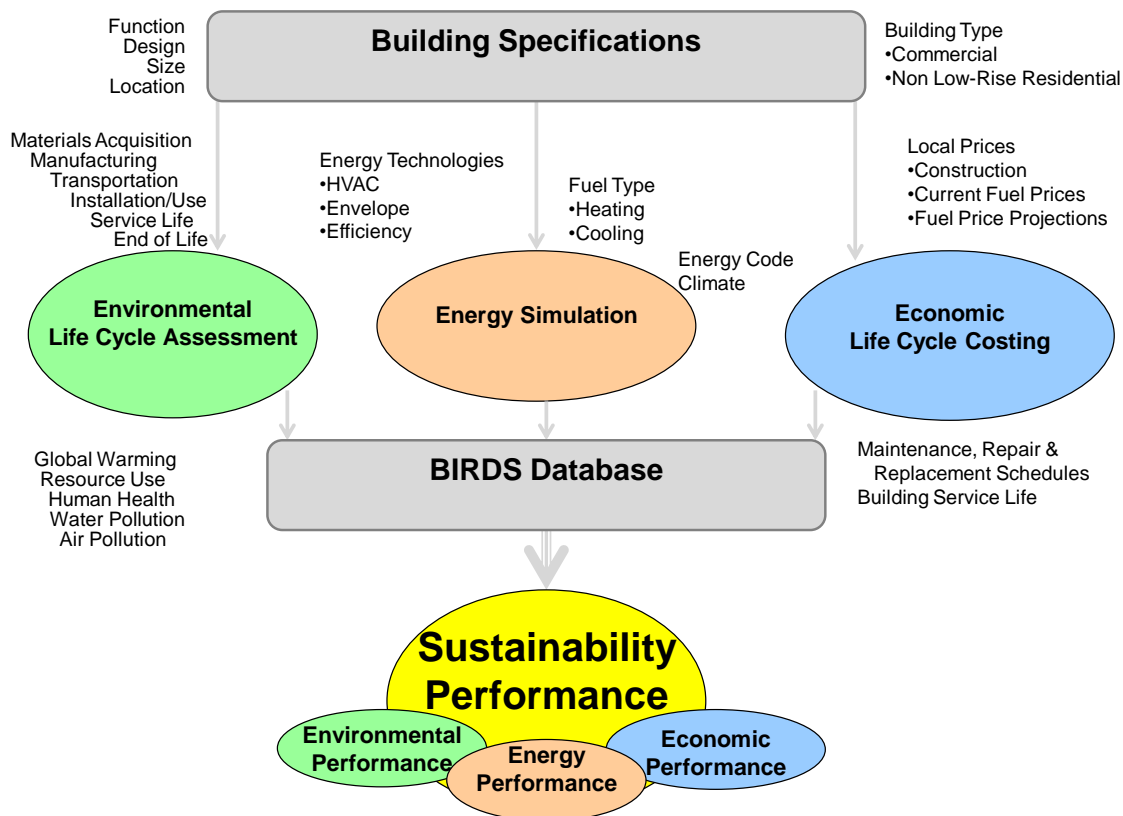 Function
Design
Size
Location
Building Specifications
Building Type
•Commercial
•Non Low-Rise Residential
Materials Acquisition
Manufacturing
Transportation
Installation/Use
Service Life
End of Life
Energy Technologies
•HVAC
•Envelope
•Efficiency
Fuel Type
•Heating
•Cooling
Local Prices
•Construction
•Current Fuel Prices
•Fuel Price Projections
Energy Code
Climate
Environmental
Life Cycle Assessment
Energy Simulation
Economic
Life Cycle Costing
Global Warming
Resource Use
Human Health
Water Pollution
Air Pollution
BIRDS Database
Maintenance, Repair &
Replacement Schedules
Building Service Life
Sustainability
Performance
Environmental
Performance
Energy
Performance
Economic
Performance